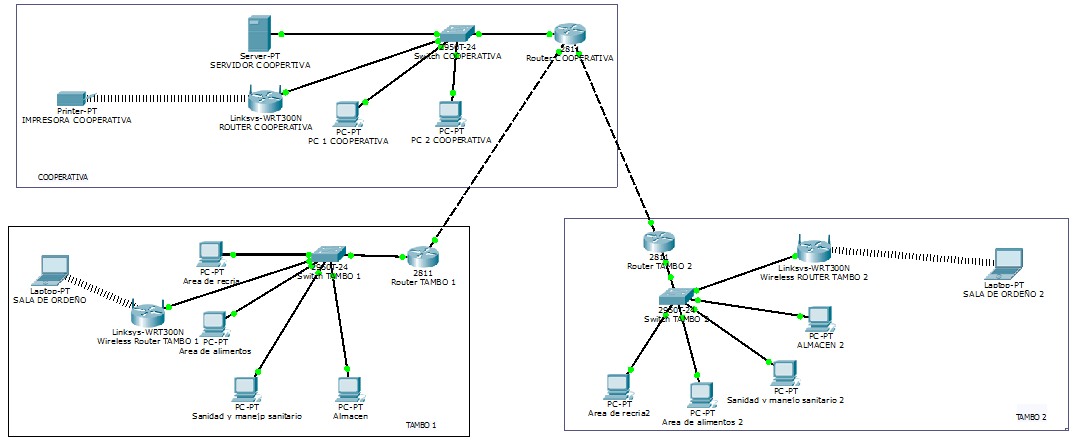 Server-PT
SERVIDOR COOPERTIVA
2950T-24
Switch COOPERATIVA
2811
Router COOPERATIVA
Printer-PT
IMPRESORA COOPERATIVA
Linksys-WRT300N
ROUTER COOPERATIVA
PC-PT
PC 1 COOPERATIVA
PC-PT
PC 2 COOPERATIVA
COOPERATIVA
Laptop-PT
SALA DE ORDEÑO
PC-PT
Area de recria
2950T-24
Switch TAMBO 1
2811
Router TAMBO 1
Linksys-WRT300N
Wireless Router TAMBO 1
PC-PT
Area de alimentos
PC-PT
Sanidad y manejo sanitario
PC-PT
Almacen
TAMBO 1
2811
Router TAMBO 2
Linksys-WRT300N
Wireless ROUTER TAMBO 2
Laptop-PT
SALA DE ORDEÑO 2
2950T-24
Switch TAMBO
PC-PT
ALMACEN 2
PC-PT
Sanidad y manejo sanitario 2
PC-PT
Area de recria2
PC-PT
Area de alimentos 2
TAMBO 2